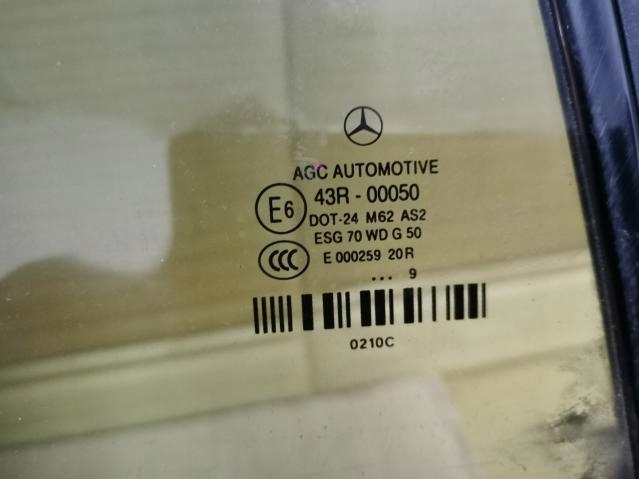 AGC AUTOMOTIVE
E6 43R - 00050
DOT-24 M62 AS2
ESG 70 WD G 50
CCC E 000259 20R
... 9
0210C